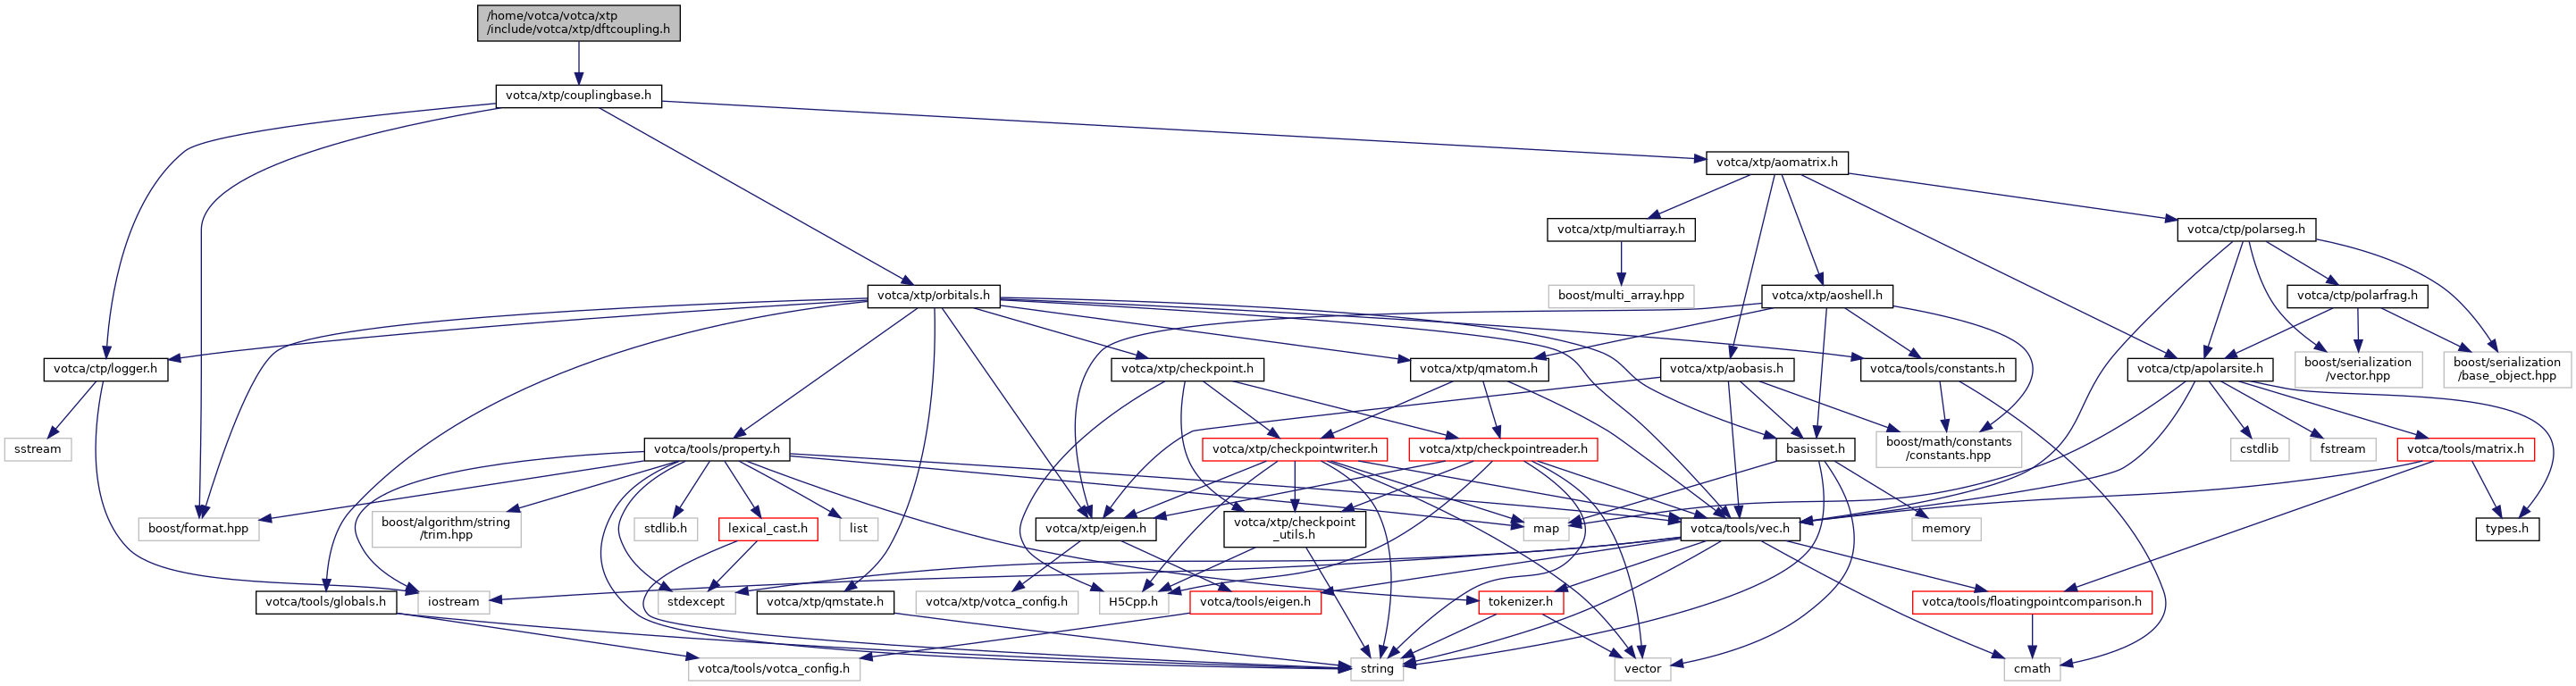 /home/votca/votca/xtp
/include/votca/xtp/dftcoupling.h
votca/xtp/couplingbase.h
votca/xtp/aomatrix.h
votca/xtp/multiarray.h
votca/ctp/polarseg.h
votca/xtp/orbitals.h
boost/multi_array.hpp
votca/xtp/aoshell.h
votca/ctp/polarfrag.h
votca/ctp/logger.h
votca/xtp/checkpoint.h
votca/xtp/qmatom.h
votca/xtp/aobasis.h
votca/tools/constants.h
votca/ctp/apolarsite.h
boost/serialization
/vector.hpp
boost/serialization
/base_object.hpp
sstream
votca/tools/property.h
votca/xtp/checkpointwriter.h
votca/xtp/checkpointreader.h
basisset.h
boost/math/constants
/constants.hpp
cstdlib
fstream
votca/tools/matrix.h
boost/format.hpp
boost/algorithm/string
/trim.hpp
stdlib.h
lexical_cast.h
list
votca/xtp/eigen.h
votca/xtp/checkpoint
_utils.h
map
votca/tools/vec.h
memory
types.h
votca/tools/globals.h
iostream
stdexcept
votca/xtp/qmstate.h
votca/xtp/votca_config.h
H5Cpp.h
votca/tools/eigen.h
tokenizer.h
votca/tools/floatingpointcomparison.h
votca/tools/votca_config.h
string
vector
cmath